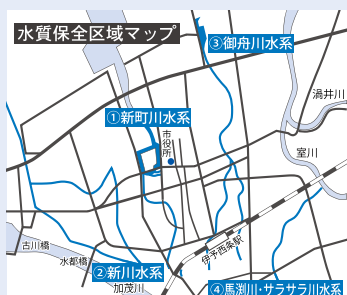 水質保全区域マップ
③御舟川水系
①新町川水系
渦井川
市役所
室川
伊予西条駅
古川橋
水都橋
②新川水系
加茂川
④馬渕川・サラサラ川水系